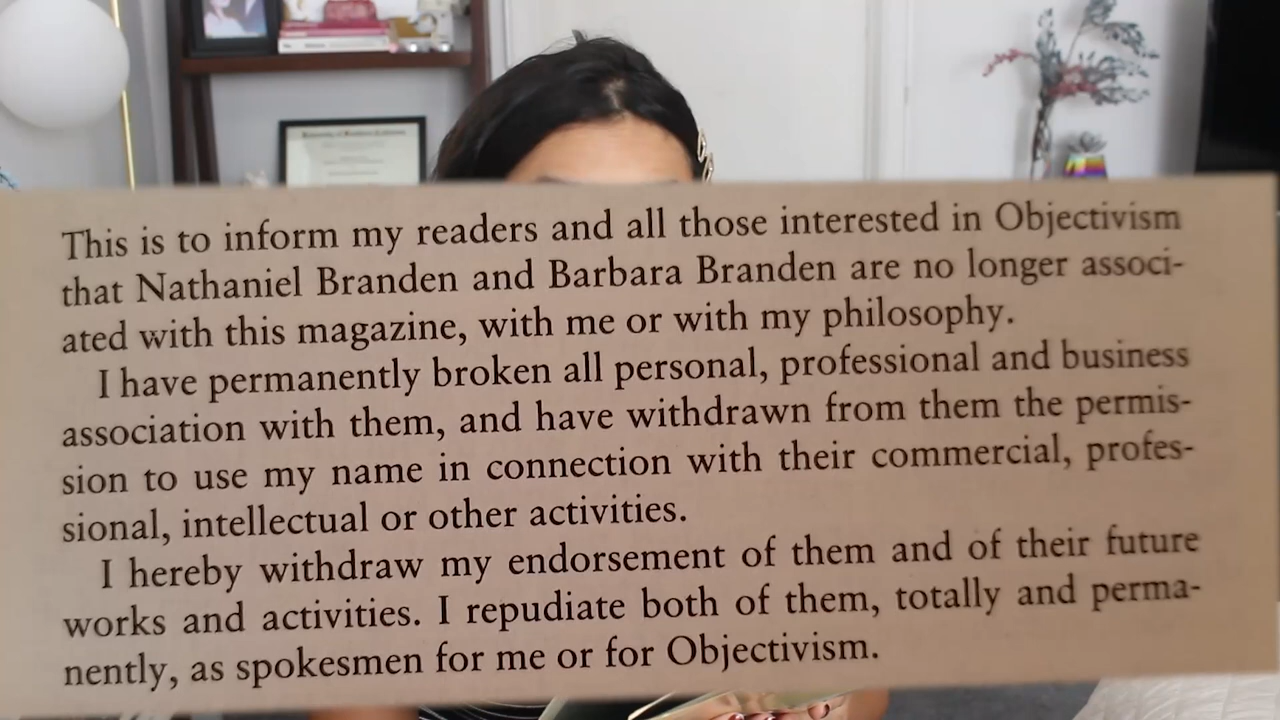 This is to inform my readers and all those interested in Objectivism
that Nathaniel Branden and Barbara Branden are no longer associ-
ated with this magazine, with me or with my philosophy.
I have permanently broken all personal, professional and business
association with them, and have withdrawn from them the permis-
sion to use my name in connection with their commercial, profes-
sional, intellectual or other activities.
I hereby withdraw my endorsement of them and of their future
works and activities. I repudiate both of them, totally and perma-
nently, as spokesmen for me or for Objectivism.